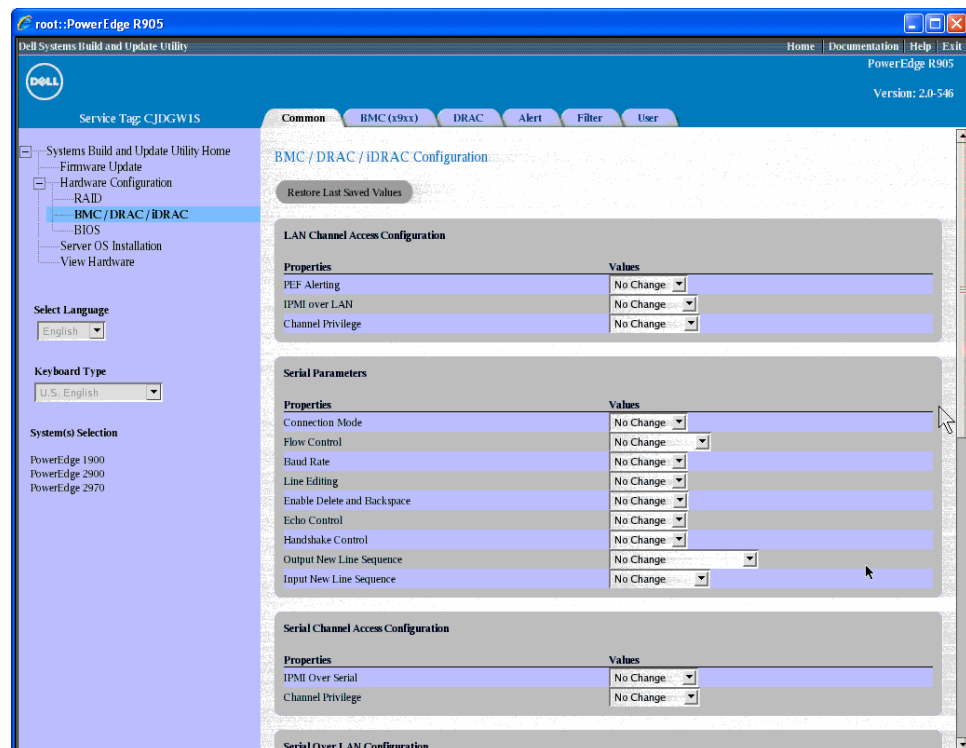 root::PowerEdge R905
Dell Systems Build and Update Utility
Home Documentation Help Exit
DELL
PowerEdge R905
Version: 2.0-546
Service Tag: CJDGW1S
Common BMC (x9xx) DRAC Alert Filter User
Systems Build and Update Utility Home
Firmware Update
Hardware Configuration
RAID
BMC / DRAC / iDRAC
BIOS
Server OS Installation
View Hardware
Select Language
English
Keyboard Type
U.S. English
System(s) Selection
PowerEdge 1900
PowerEdge 2900
PowerEdge 2970
BMC / DRAC / iDRAC Configuration
Restore Last Saved Values
LAN Channel Access Configuration
Properties Values
PEF Alerting No Change
IPMI over LAN No Change
Channel Privilege No Change
Serial Parameters
Properties Values
Connection Mode No Change
Flow Control No Change
Baud Rate No Change
Line Editing No Change
Enable Delete and Backspace No Change
Echo Control No Change
Handshake Control No Change
Output New Line Sequence No Change
Input New Line Sequence No Change
Serial Channel Access Configuration
Properties Values
IPMI Over Serial No Change
Channel Privilege No Change
Serial Over LAN Configuration